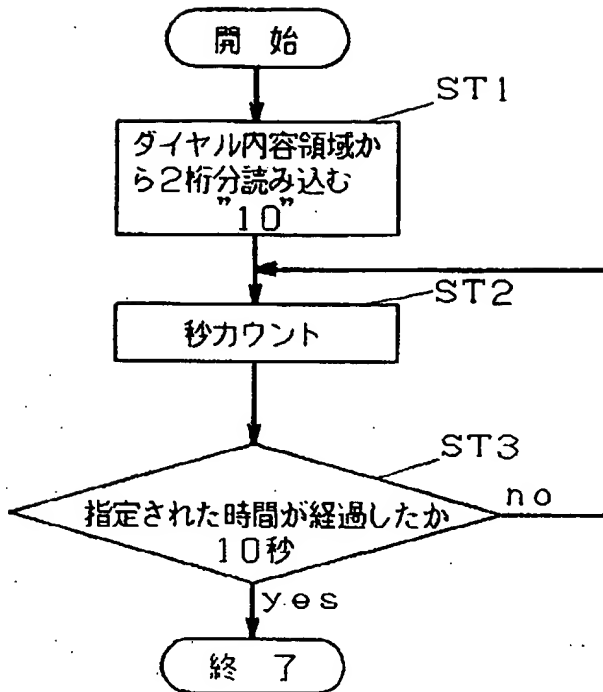 開 始
ST1
ダイヤル内容領域か
ら2桁分読み込む
"10"
ST2
秒カウント
ST3
指定された時間が経過したか
10秒
no
yes
終 了